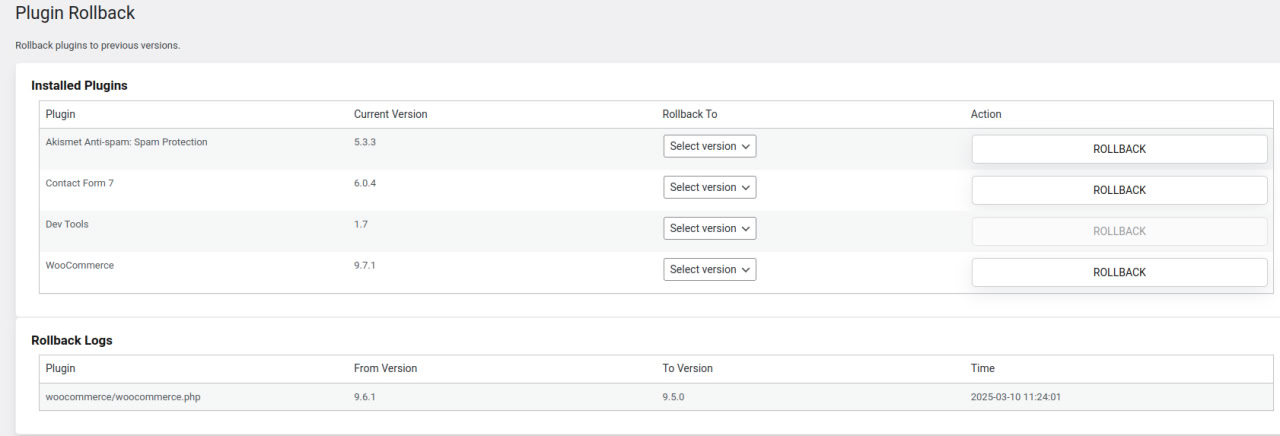 Plugin Rollback
Rollback plugins to previous versions.
Installed Plugins
Plugin Current Version Rollback To Action
Akismet Anti-spam: Spam Protection 5.3.3 Select version ROLLBACK
Contact Form 7 6.0.4 Select version ROLLBACK
Dev Tools 1.7 Select version ROLLBACK
WooCommerce 9.7.1 Select version ROLLBACK
Rollback Logs
Plugin From Version To Version Time
woocommerce/woocommerce.php 9.6.1 9.5.0 2025-03-10 11:24:01